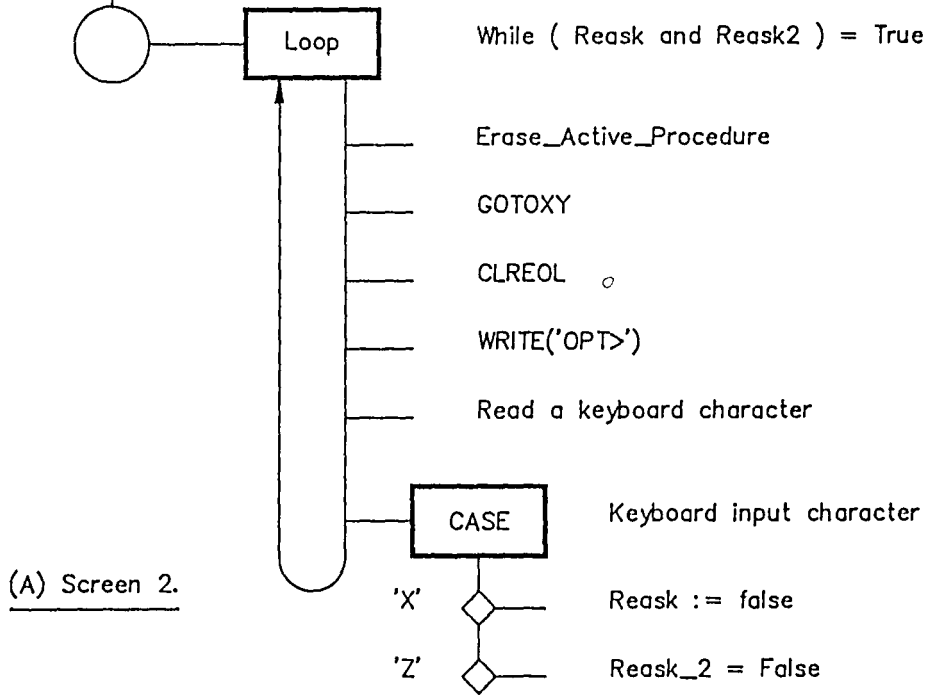 Loop While ( Reask and Reask2 ) = True
Erase_Active_Procedure
GOTOXY
CLREOL
WRITE('OPT>')
Read a keyboard character
CASE Keyboard input character
(A) Screen 2.
'X' Reask := false
'Z' Reask_2 = False